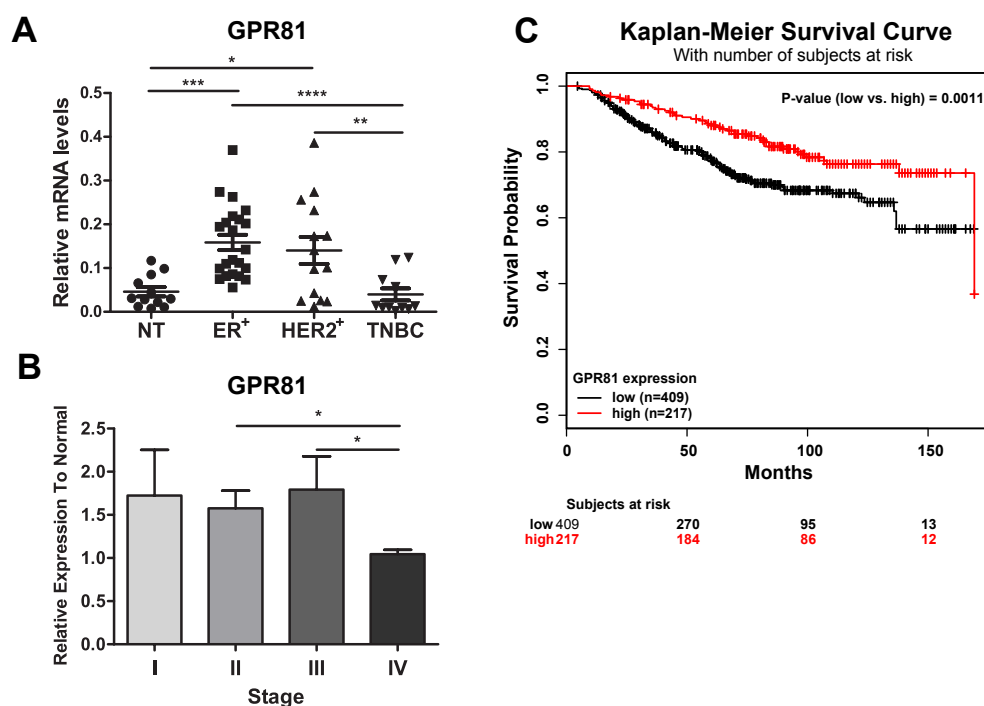 A
GPR81
*
***
****
**
Relative mRNA levels
0.5
0.4
0.3
0.2
0.1
0.0
NT ER+ HER2+ TNBC
B
GPR81
*
*
Relative Expression To Normal
2.5
2.0
1.5
1.0
0.5
0.0
I II III IV
Stage
C
Kaplan-Meier Survival Curve
With number of subjects at risk
P-value (low vs. high) = 0.0011
Survival Probability
1.0
0.8
0.6
0.4
0.2
0.0
GPR81 expression
low (n=409)
high (n=217)
0 50 100 150
Months
Subjects at risk
low 409 270 95 13
high 217 184 86 12